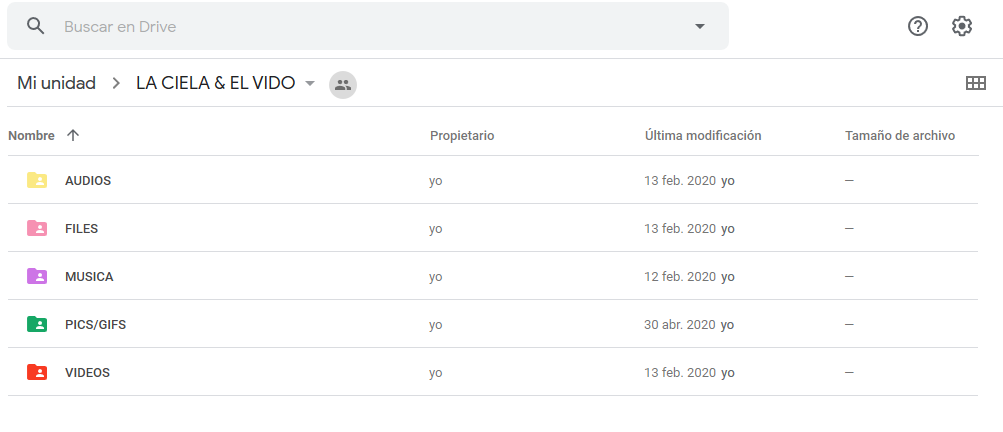 Buscar en Drive
Mi unidad > LA CIELA & EL VIDO
Nombre Propietario Última modificación Tamaño de archivo
AUDIOS yo 13 feb. 2020 yo —
FILES yo 13 feb. 2020 yo —
MUSICA yo 12 feb. 2020 yo —
PICS/GIFS yo 30 abr. 2020 yo —
VIDEOS yo 13 feb. 2020 yo —